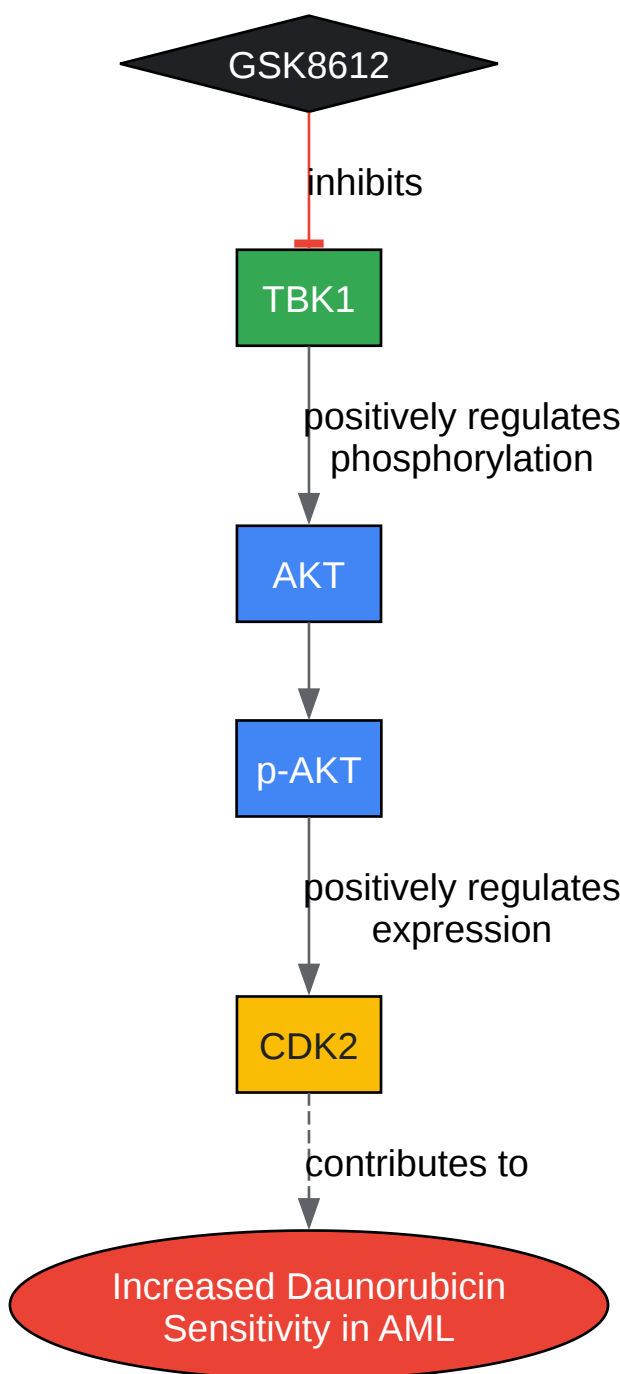 GSK8612
inhibits
TBK1
positively regulates
phosphorylation
AKT
p-AKT
positively regulates
expression
CDK2
contributes to
Increased Daunorubicin
Sensitivity in AML